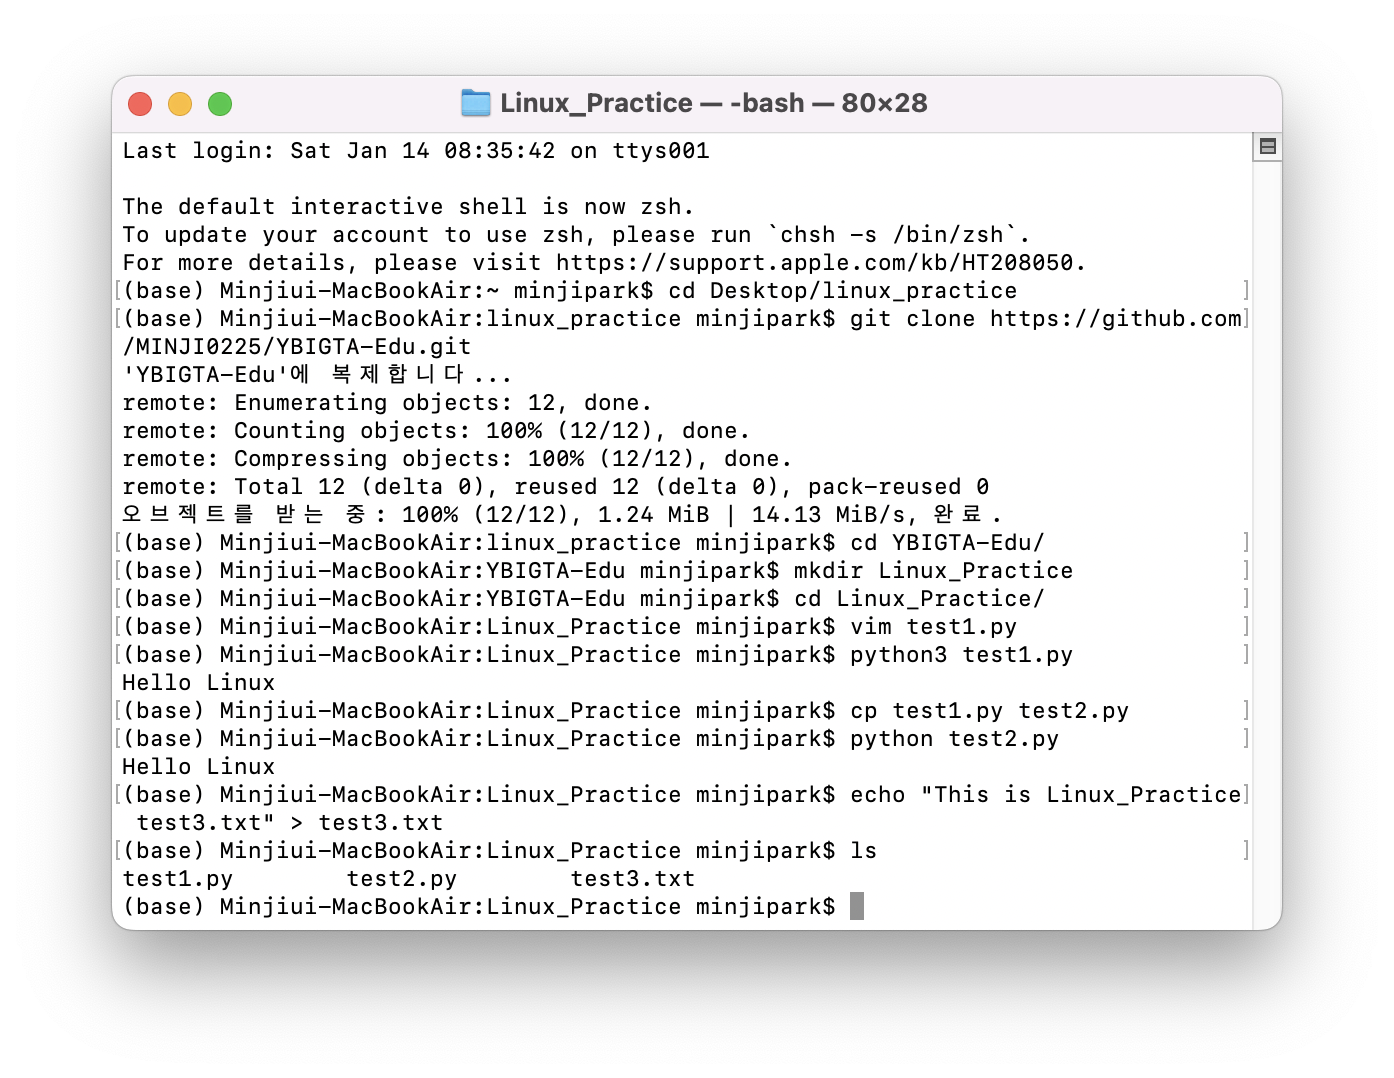 Linux_Practice — -bash — 80×28
Last login: Sat Jan 14 08:35:42 on ttys001
The default interactive shell is now zsh.
To update your account to use zsh, please run `chsh -s /bin/zsh`.
For more details, please visit https://support.apple.com/kb/HT208050.
[(base) Minjiui-MacBookAir:~ minjipark$ cd Desktop/linux_practice ]
[(base) Minjiui-MacBookAir:linux_practice minjipark$ git clone https://github.com]
/MINJI0225/YBIGTA-Edu.git
'YBIGTA-Edu'에 복제합니다...
remote: Enumerating objects: 12, done.
remote: Counting objects: 100% (12/12), done.
remote: Compressing objects: 100% (12/12), done.
remote: Total 12 (delta 0), reused 12 (delta 0), pack-reused 0
오브젝트를 받는 중: 100% (12/12), 1.24 MiB | 14.13 MiB/s, 완료.
[(base) Minjiui-MacBookAir:linux_practice minjipark$ cd YBIGTA-Edu/ ]
[(base) Minjiui-MacBookAir:YBIGTA-Edu minjipark$ mkdir Linux_Practice ]
[(base) Minjiui-MacBookAir:YBIGTA-Edu minjipark$ cd Linux_Practice/ ]
[(base) Minjiui-MacBookAir:Linux_Practice minjipark$ vim test1.py ]
[(base) Minjiui-MacBookAir:Linux_Practice minjipark$ python3 test1.py ]
Hello Linux
[(base) Minjiui-MacBookAir:Linux_Practice minjipark$ cp test1.py test2.py ]
[(base) Minjiui-MacBookAir:Linux_Practice minjipark$ python test2.py ]
Hello Linux
[(base) Minjiui-MacBookAir:Linux_Practice minjipark$ echo "This is Linux_Practice]
 test3.txt" > test3.txt
[(base) Minjiui-MacBookAir:Linux_Practice minjipark$ ls ]
test1.py        test2.py        test3.txt
(base) Minjiui-MacBookAir:Linux_Practice minjipark$